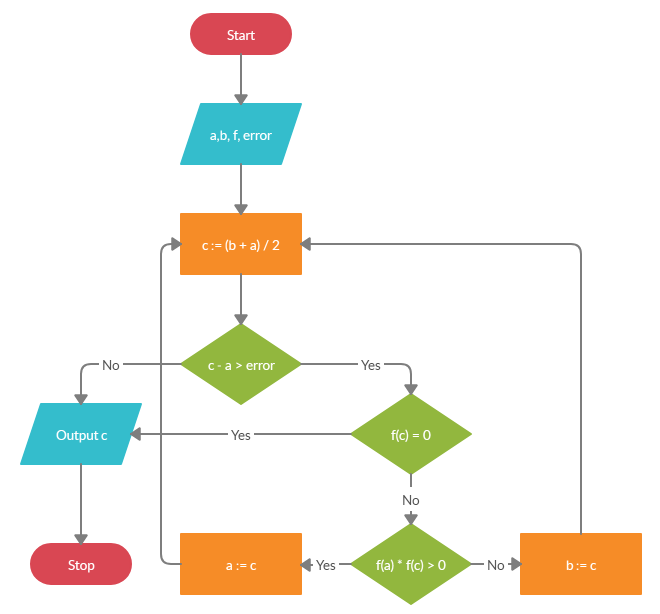 Start
a,b, f, error
c := (b + a) / 2
c - a > error
No
Yes
Output c
Yes
f(c) = 0
No
Stop
a := c
Yes
f(a) * f(c) > 0
No
b := c